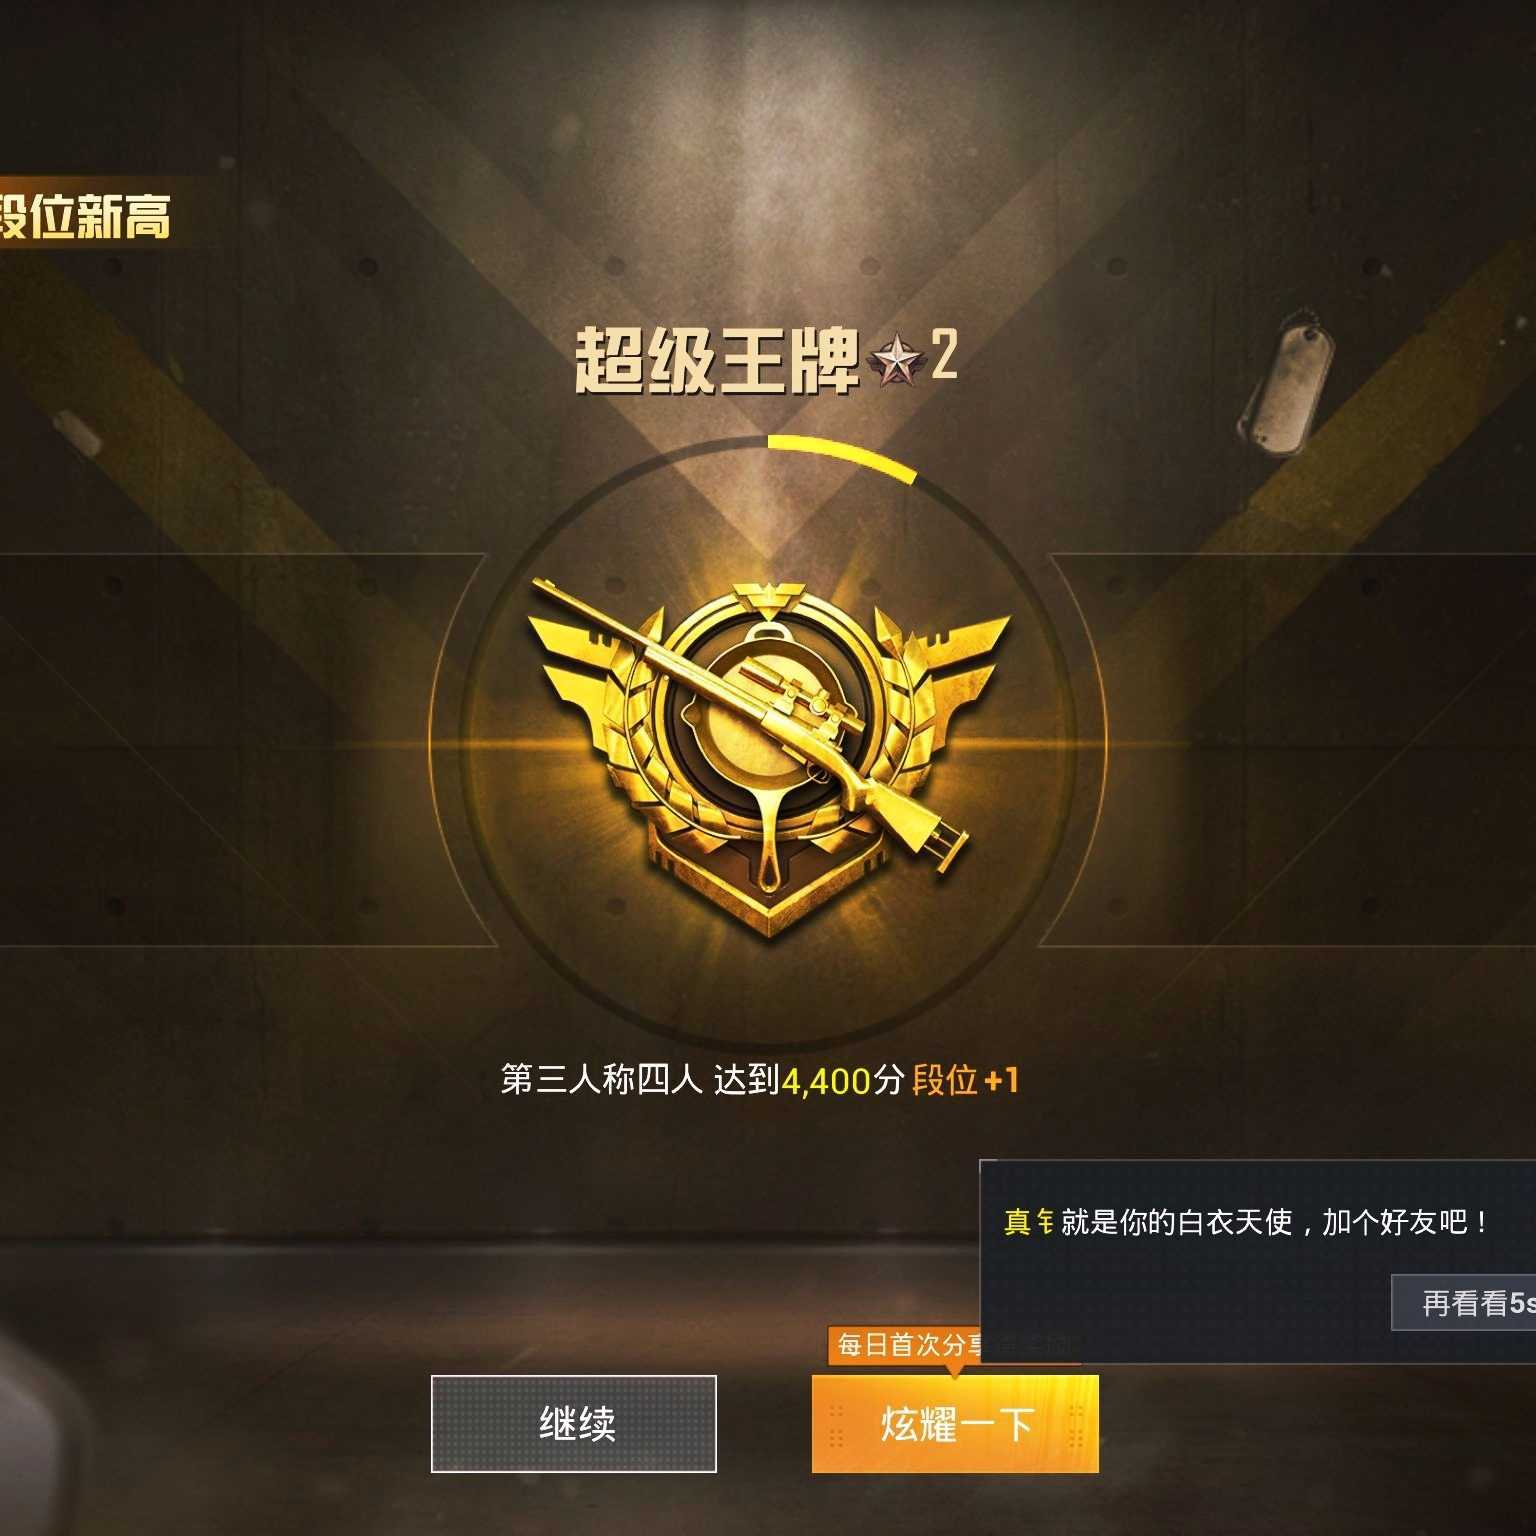 段位新高
超级王牌 2
第三人称四人 达到4,400分 段位+1
真钅就是你的白衣天使，加个好友吧！
再看看5s
每日首次分享
继续
炫耀一下